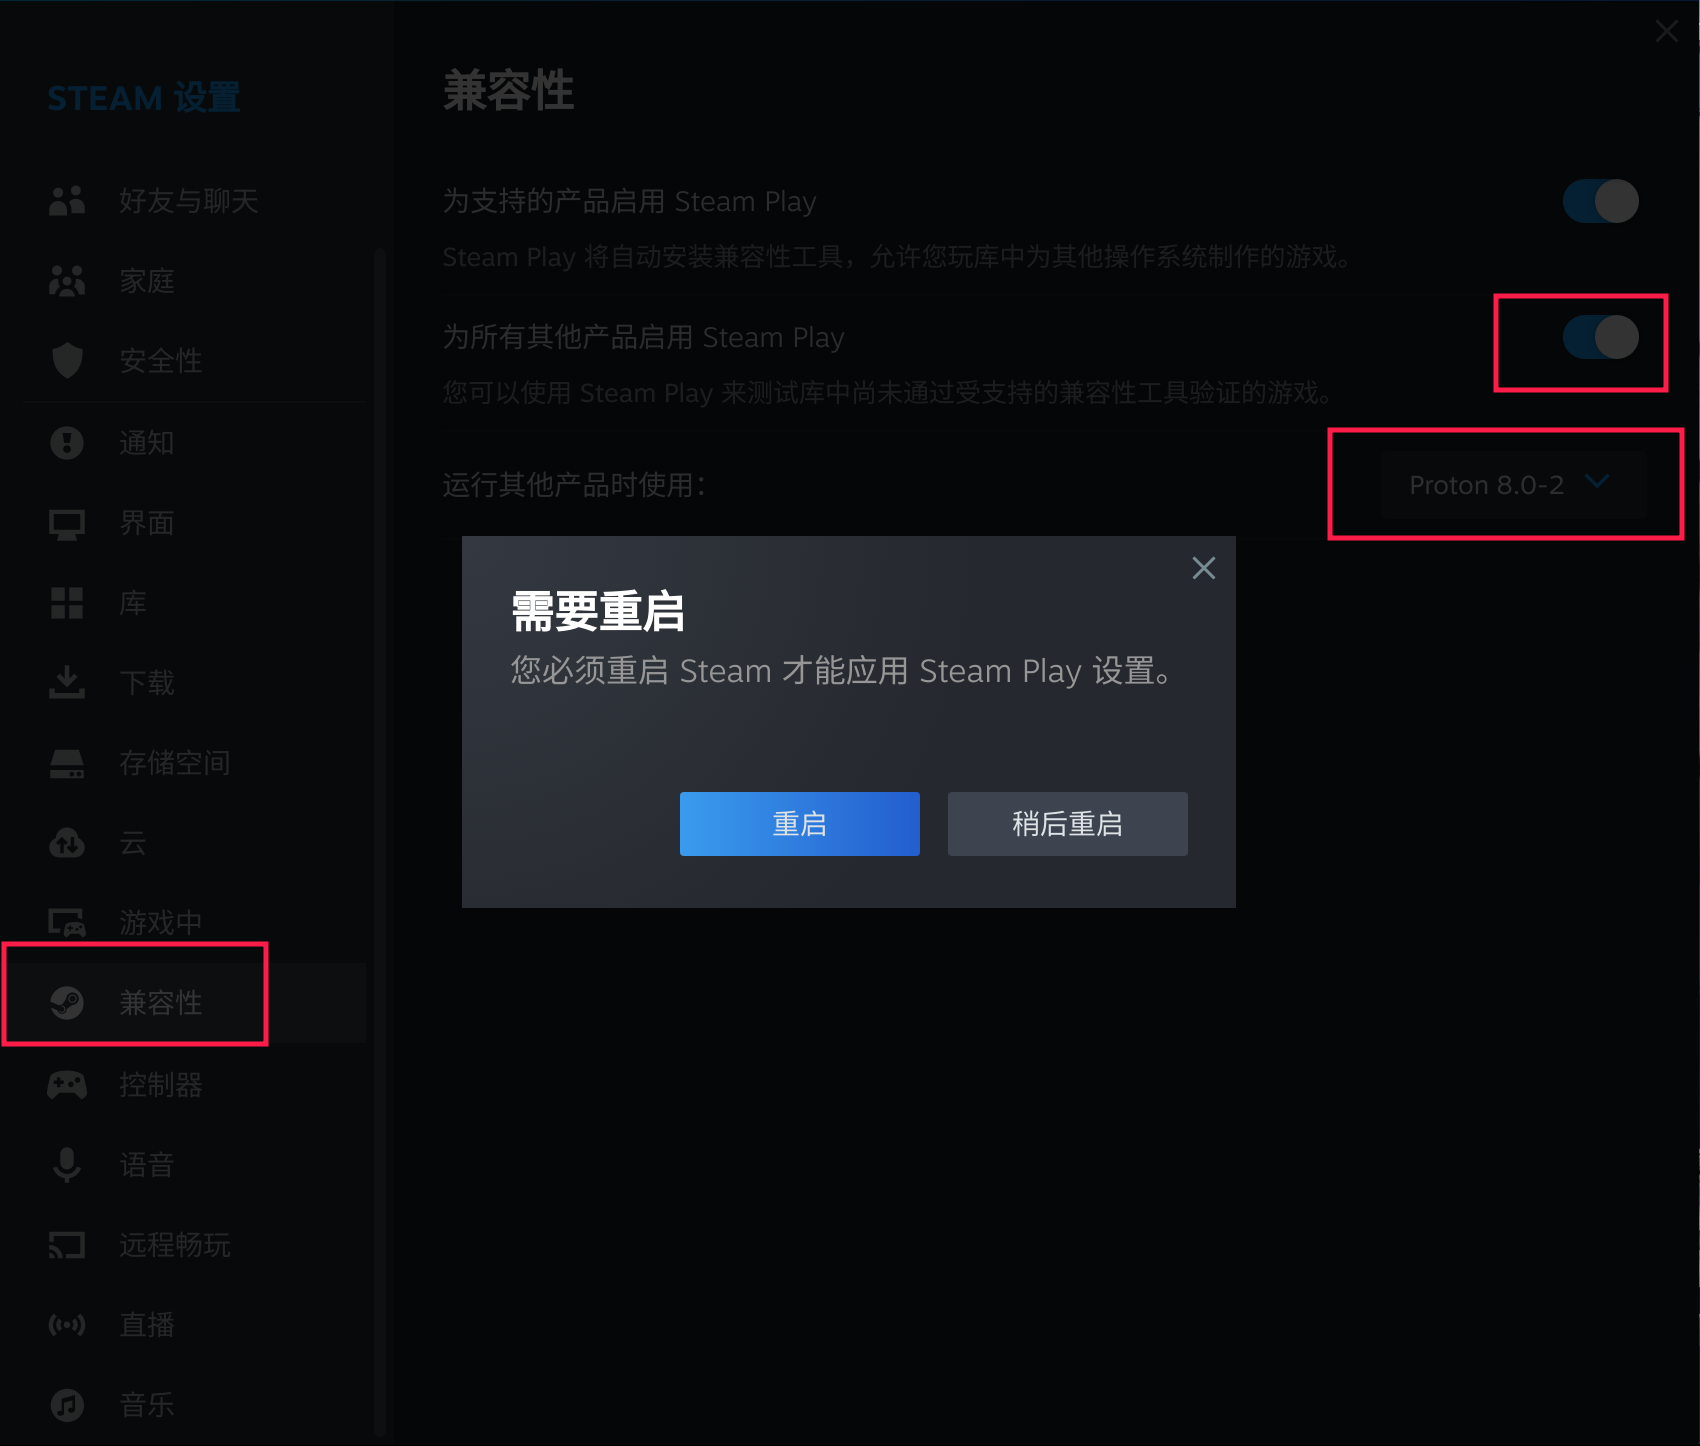 STEAM 设置
好友与聊天
家庭
安全性
通知
界面
库
下载
存储空间
云
游戏中
兼容性
控制器
语音
远程畅玩
直播
音乐
兼容性
为支持的产品启用 Steam Play
Steam Play 将自动安装兼容性工具，允许您玩库中为其他操作系统制作的游戏。
为所有其他产品启用 Steam Play
您可以使用 Steam Play 来测试库中尚未通过受支持的兼容性工具验证的游戏。
运行其他产品时使用：
Proton 8.0-2
需要重启
您必须重启 Steam 才能应用 Steam Play 设置。
重启
稍后重启